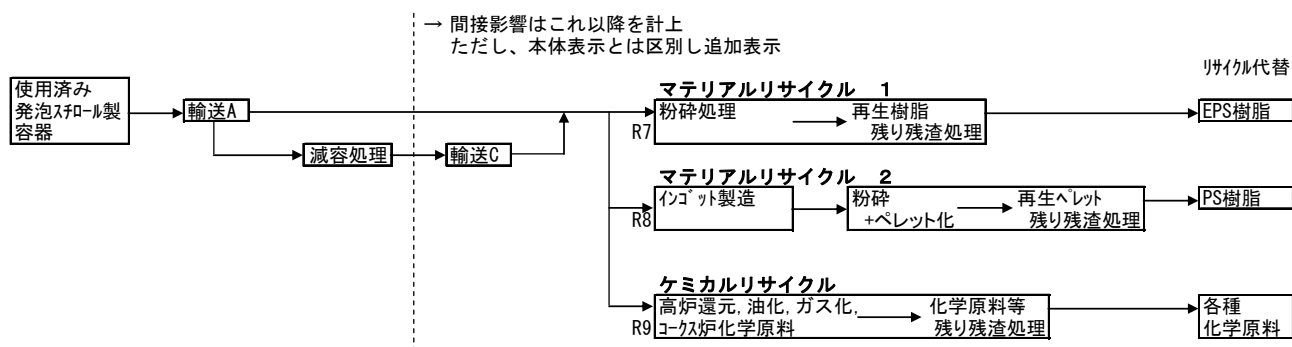 → 間接影響はこれ以降を計上
ただし、本体表示とは区別し追加表示
ﾘｻｲｸﾙ代替
使用済み
発泡ｽﾁﾛｰﾙ製
容器
輸送A
減容処理
輸送C
マテリアルリサイクル 1
R7
粉砕処理
再生樹脂
残り残渣処理
EPS樹脂
マテリアルリサイクル 2
R8
ｲﾝｺﾞｯﾄ製造
粉砕
+ペレット化
再生ペレット
残り残渣処理
PS樹脂
ケミカルリサイクル
R9
高炉還元, 油化, ガス化,
ｺｰｸｽ炉化学原料
化学原料等
残り残渣処理
各種
化学原料